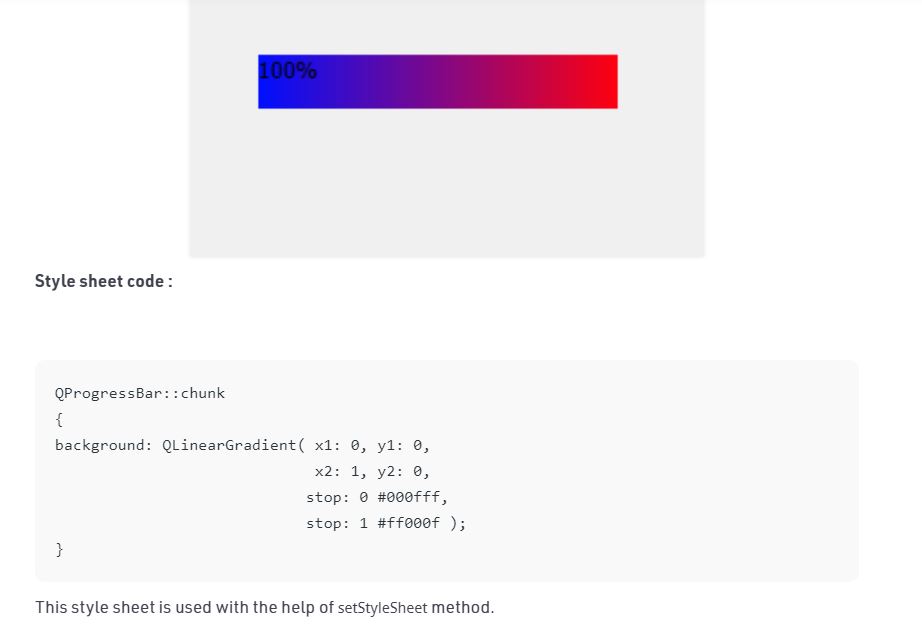 100%
Style sheet code :
QProgressBar::chunk
{
background: QLinearGradient( x1: 0, y1: 0,
x2: 1, y2: 0,
stop: 0 #000fff,
stop: 1 #ff000f );
}
This style sheet is used with the help of setStyleSheet method.